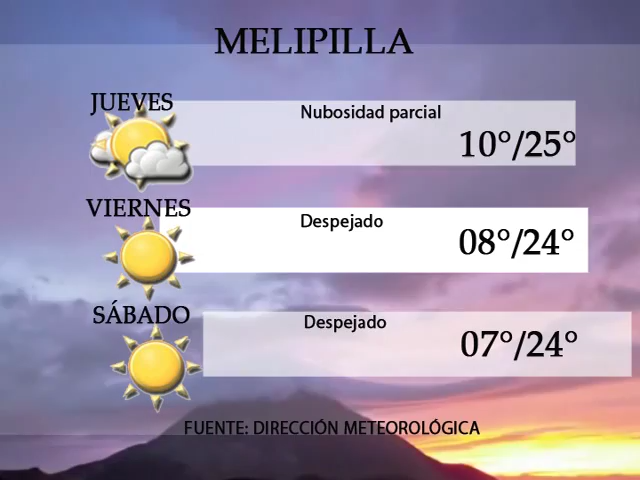 MELIPILLA
JUEVES
Nubosidad parcial
10°/25°
VIERNES
Despejado
08°/24°
SÁBADO
Despejado
07°/24°
FUENTE: DIRECCIÓN METEOROLÓGICA